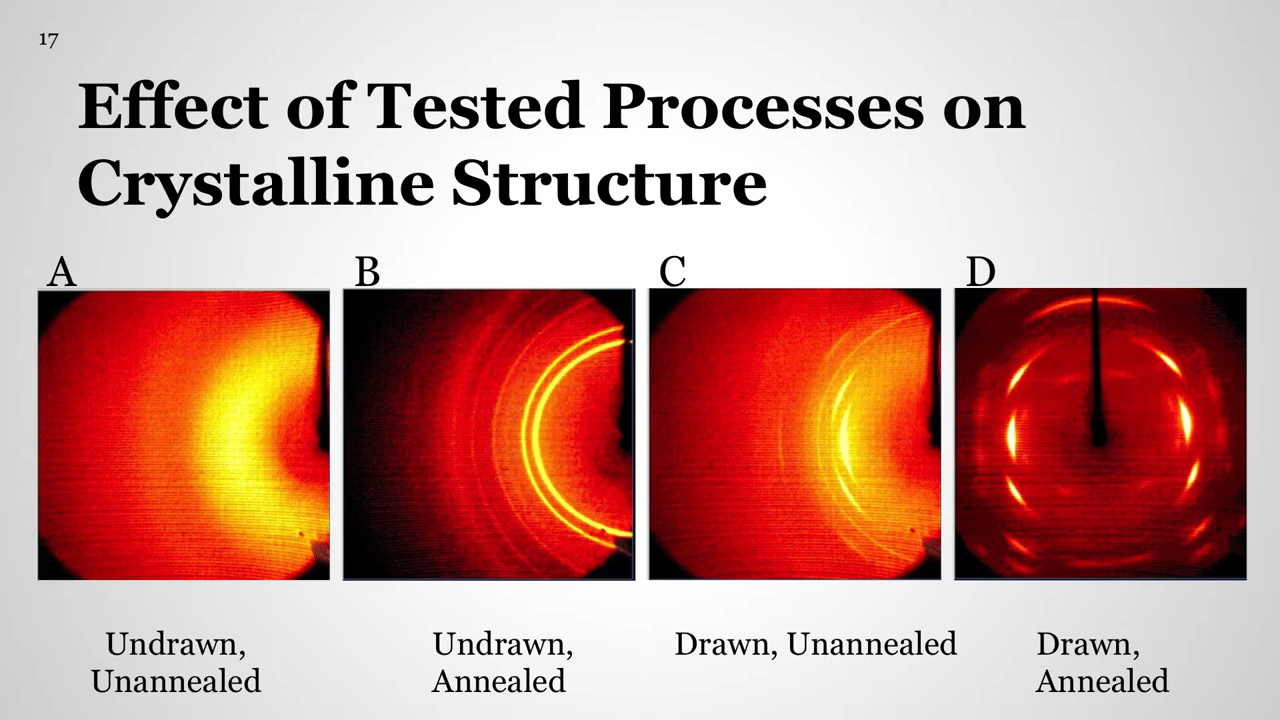 17
Effect of Tested Processes on
Crystalline Structure
A
B
C
D
Undrawn,
Unannealed
Undrawn,
Annealed
Drawn, Unannealed
Drawn,
Annealed